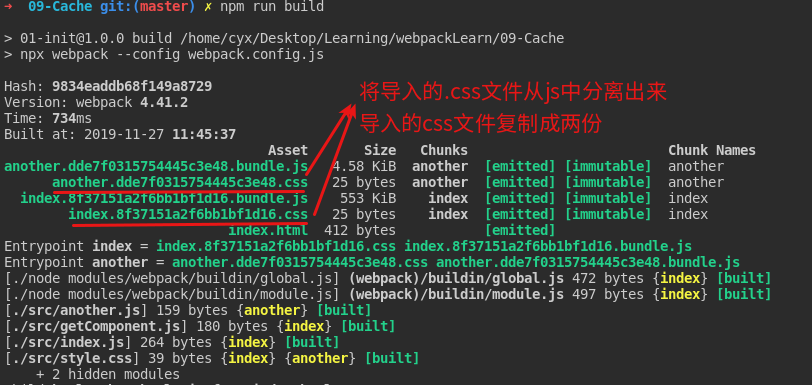 ➜ 09-Cache git:(master) ✗ npm run build
> 01-init@1.0.0 build /home/cyx/Desktop/Learning/webpackLearn/09-Cache
> npx webpack --config webpack.config.js
Hash: 9834eaddb68f149a8729
Version: webpack 4.41.2
Time: 734ms
Built at: 2019-11-27 11:45:37
将导入的.css文件从js中分离出来
导入的css文件复制成两份
Asset Size Chunks Chunk Names
another.dde7f0315754445c3e48.bundle.js 4.58 KiB another [emitted] [immutable] another
another.dde7f0315754445c3e48.css 25 bytes another [emitted] [immutable] another
index.8f37151a2f6bb1bf1d16.bundle.js 553 KiB index [emitted] [immutable] index
index.8f37151a2f6bb1bf1d16.css 25 bytes index [emitted] [immutable] index
index.html 412 bytes [emitted]
Entrypoint index = index.8f37151a2f6bb1bf1d16.css index.8f37151a2f6bb1bf1d16.bundle.js
Entrypoint another = another.dde7f0315754445c3e48.css another.dde7f0315754445c3e48.bundle.js
[./node modules/webpack/buildin/global.js] (webpack)/buildin/global.js 472 bytes {index} [built]
[./node modules/webpack/buildin/module.js] (webpack)/buildin/module.js 497 bytes {index} [built]
[./src/another.js] 159 bytes {another} [built]
[./src/getComponent.js] 180 bytes {index} [built]
[./src/index.js] 264 bytes {index} [built]
[./src/style.css] 39 bytes {index} {another} [built]
+ 2 hidden modules